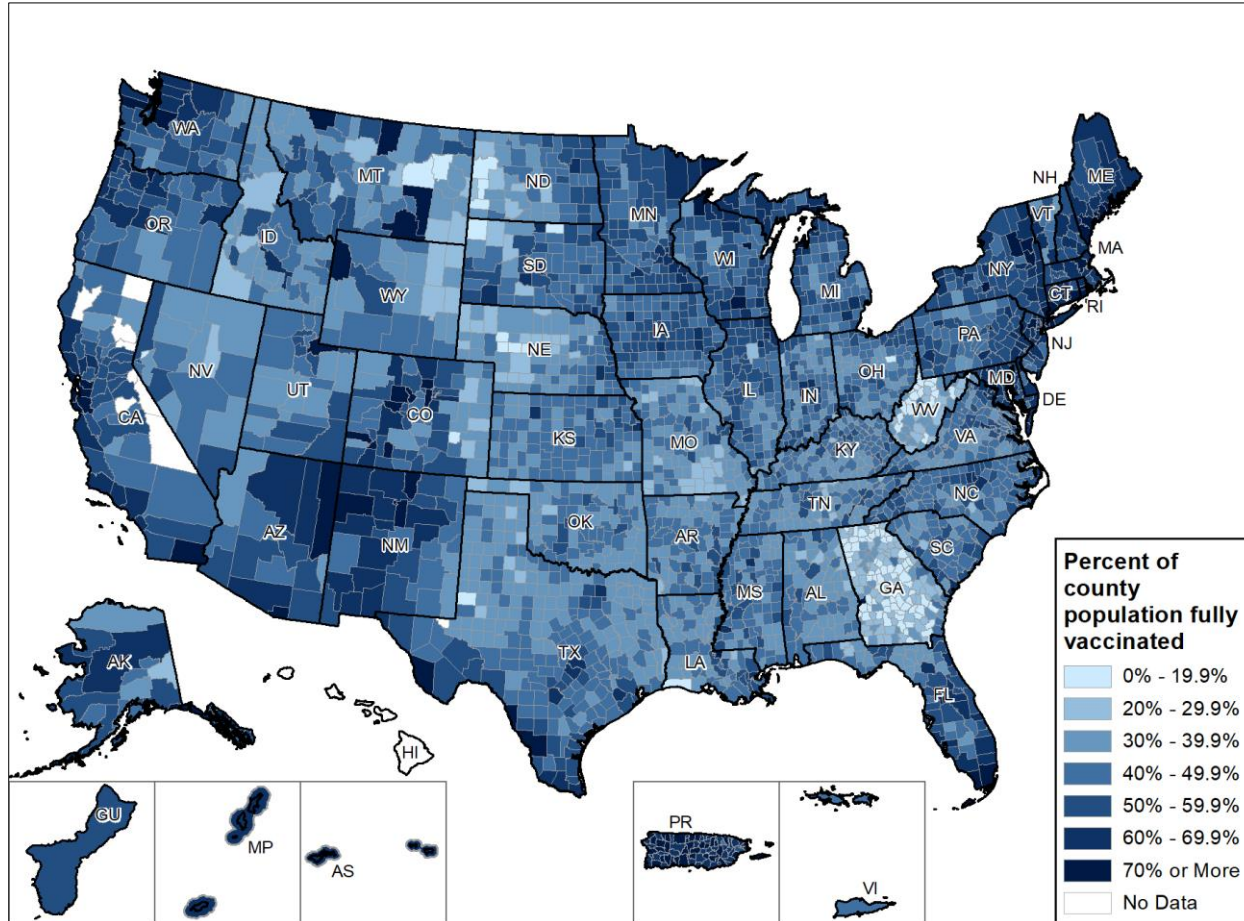 WA
MT
ND
OR
ID
WY
SD
MN
WI
MI
NH
VT
ME
NY
MA
CT
RI
NV
UT
CO
NE
IA
IL
IN
OH
PA
NJ
MD
DE
WV
VA
CA
KS
MO
KY
AZ
NM
OK
AR
TN
NC
SC
TX
LA
MS
AL
GA
FL
AK
HI
GU
MP
AS
PR
VI
Percent of
county
population fully
vaccinated
0% - 19.9%
20% - 29.9%
30% - 39.9%
40% - 49.9%
50% - 59.9%
60% - 69.9%
70% or More
No Data